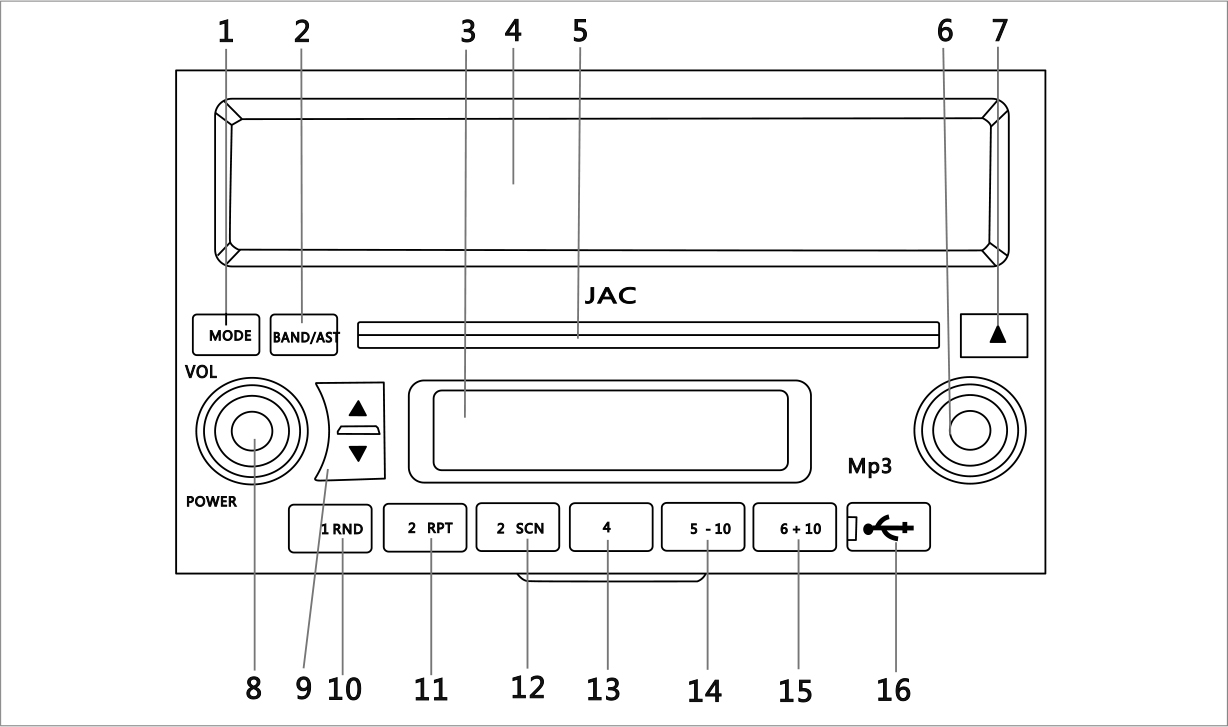 1 2 3 4 5 6 7
JAC
MODE BAND/AST
VOL
Mp3
POWER
1 RND 2 RPT 2 SCN 4 5 - 10 6 + 10
8 9 10 11 12 13 14 15 16